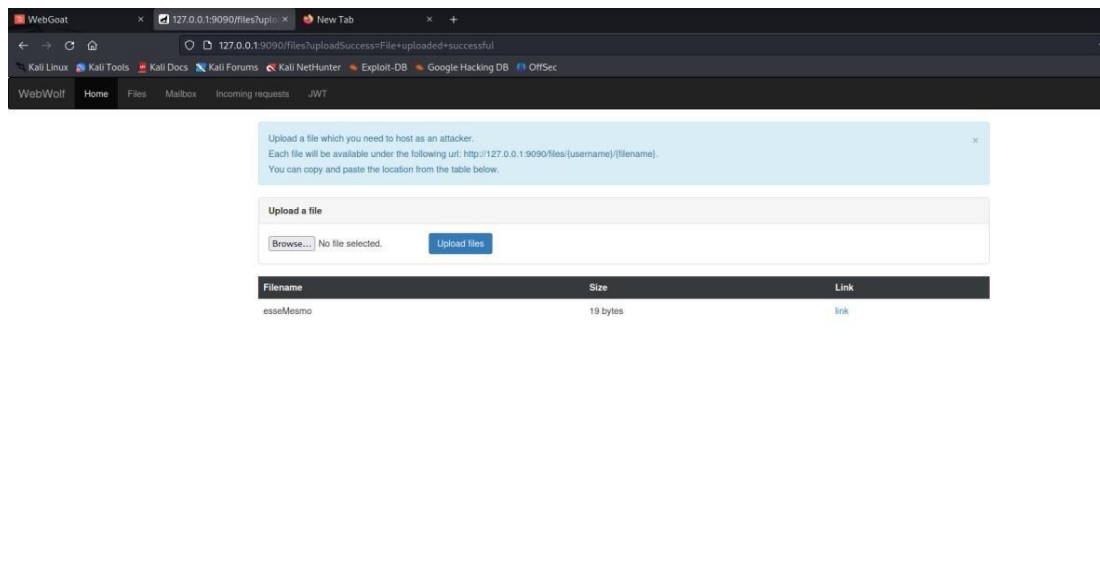 WebGoat
127.0.0.1:9090/files?uplo
New Tab
127.0.0.1:9090/files?uploadSuccess=File+uploaded+successful
Kali Linux Kali Tools Kali Docs Kali Forums Kali NetHunter Exploit-DB Google Hacking DB OffSec
WebWolf Home Files Mailbox Incoming requests JWT
Upload a file which you need to host as an attacker.
Each file will be available under the following url: http://127.0.0.1:9090/files/{username}/{filename}.
You can copy and paste the location from the table below.
Upload a file
Browse... No file selected. Upload files
Filename Size Link
esseMesmo 19 bytes link